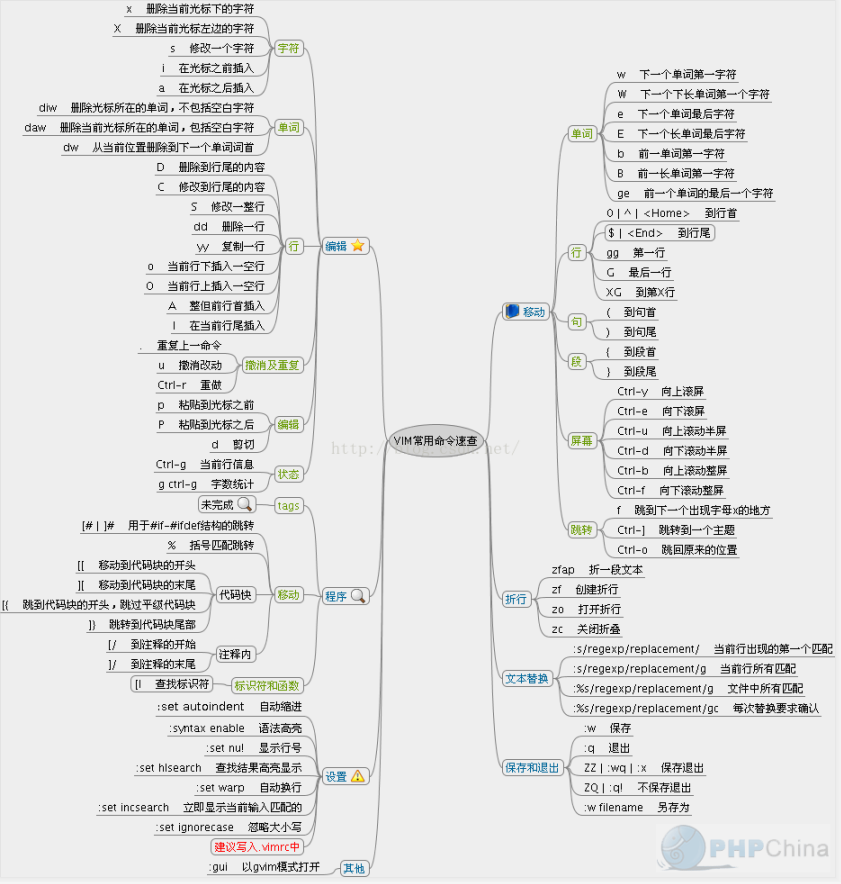 VIM常用命令速查
编辑
字符
x 删除当前光标下的字符
X 删除当前光标左边的字符
s 修改一个字符
i 在光标之前插入
a 在光标之后插入
单词
diw 删除光标所在的单词，不包括空白字符
daw 删除当前光标所在的单词，包括空白字符
dw 从当前位置删除到下一个单词词首
行
D 删除到行尾的内容
C 修改到行尾的内容
S 修改一整行
dd 删除一行
yy 复制一行
o 当前行下插入一空行
O 当前行上插入一空行
A 整但前行首插入
I 在当前行尾插入
撤消及重复
. 重复上一命令
u 撤消改动
Ctrl-r 重做
编辑
p 粘贴到光标之前
P 粘贴到光标之后
d 剪切
状态
Ctrl-g 当前行信息
g ctrl-g 字数统计
程序
tags
未完成
移动
[# | ]# 用于#if-#ifdef结构的跳转
% 括号匹配跳转
代码快
[[ 移动到代码块的开头
][ 移动到代码块的末尾
[{ 跳到代码块的开头，跳过平级代码块
]} 跳转到代码块尾部
注释内
[/ 到注释的开始
]/ 到注释的末尾
标识符和函数
[I 查找标识符
设置
:set autoindent 自动缩进
:syntax enable 语法高亮
:set nu! 显示行号
:set hlsearch 查找结果高亮显示
:set warp 自动换行
:set incsearch 立即显示当前输入匹配的
:set ignorecase 忽略大小写
建议写入.vimrc中
其他
:gui 以gvim模式打开
移动
单词
w 下一个单词第一字符
W 下一个下长单词第一个字符
e 下一个单词最后字符
E 下一个长单词最后字符
b 前一单词第一字符
B 前一长单词第一字符
ge 前一个单词的最后一个字符
行
0 | ^ | <Home> 到行首
$ | <End> 到行尾
gg 第一行
G 最后一行
XG 到第X行
句
( 到句首
) 到句尾
段
{ 到段首
} 到段尾
屏幕
Ctrl-y 向上滚屏
Ctrl-e 向下滚屏
Ctrl-u 向上滚动半屏
Ctrl-d 向下滚动半屏
Ctrl-b 向上滚动整屏
Ctrl-f 向下滚动整屏
跳转
f 跳到下一个出现字母x的地方
Ctrl-] 跳转到一个主题
Ctrl-o 跳回原来的位置
折行
zfap 折一段文本
zf 创建折行
zo 打开折行
zc 关闭折叠
文本替换
:s/regexp/replacement/ 当前行出现的第一个匹配
:s/regexp/replacement/g 当前行所有匹配
:%s/regexp/replacement/g 文件中所有匹配
:%s/regexp/replacement/gc 每次替换要求确认
保存和退出
:w 保存
:q 退出
ZZ | :wq | :x 保存退出
ZQ | :q! 不保存退出
:w filename 另存为
http://blog.csdn.net/
PHPChina